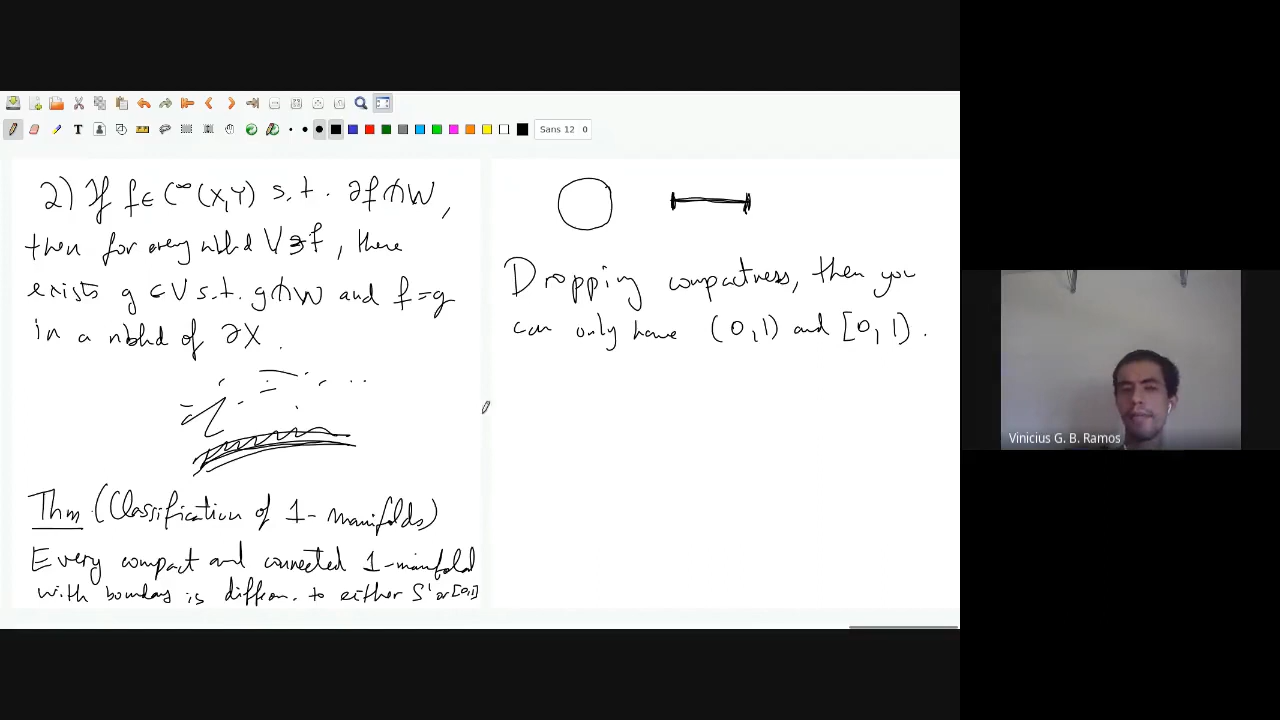 Sans 12 0
2) If f ∈ C^∞(X,Y) s.t. ∂f ⋔ W,
then for every nbhd V ∋ f, there
exists g ∈ V s.t. g ⋔ W and f = g
in a nbhd of ∂X.
Thm (Classification of 1-manifolds)
Every compact and connected 1-manifold
with boundary is diffeom. to either S¹ or [0,1]
Dropping compactness, then you
can only have (0,1) and [0,1).
Vinicius G. B. Ramos